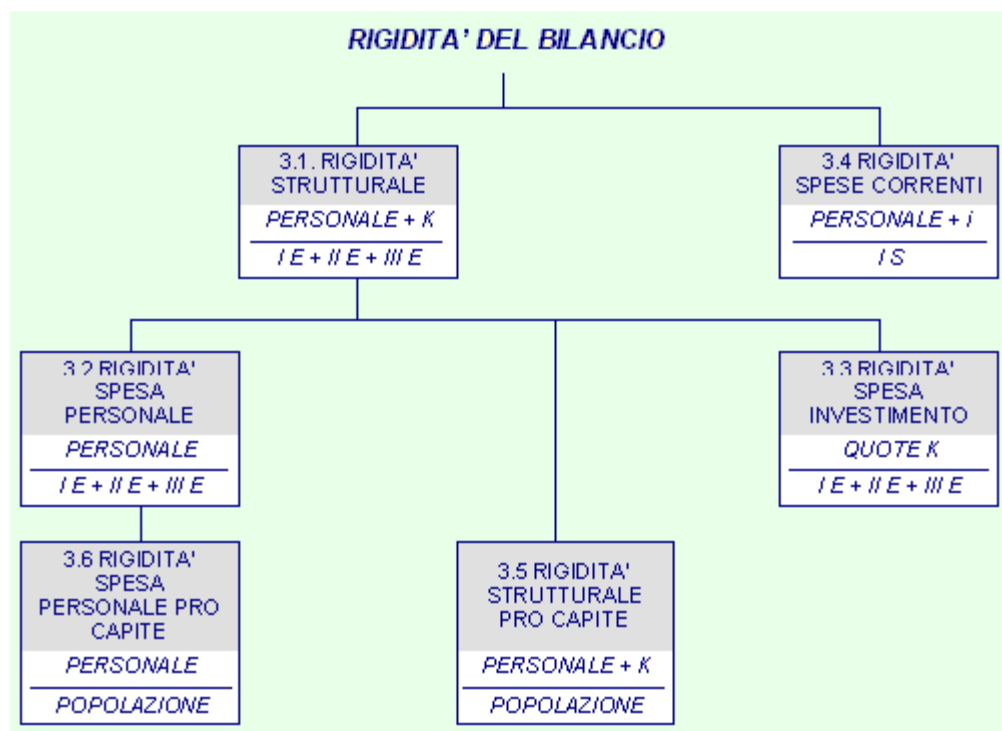 RIGIDITA' DEL BILANCIO
3.1. RIGIDITA'
STRUTTURALE
PERSONALE + K
I E + II E + III E
3.4 RIGIDITA'
SPESE CORRENTI
PERSONALE + i
I S
3.2 RIGIDITA'
SPESA
PERSONALE
PERSONALE
I E + II E + III E
3.3 RIGIDITA'
SPESA
INVESTIMENTO
QUOTE K
I E + II E + III E
3.6 RIGIDITA'
SPESA
PERSONALE PRO
CAPITE
PERSONALE
POPOLAZIONE
3.5 RIGIDITA'
STRUTTURALE
PRO CAPITE
PERSONALE + K
POPOLAZIONE